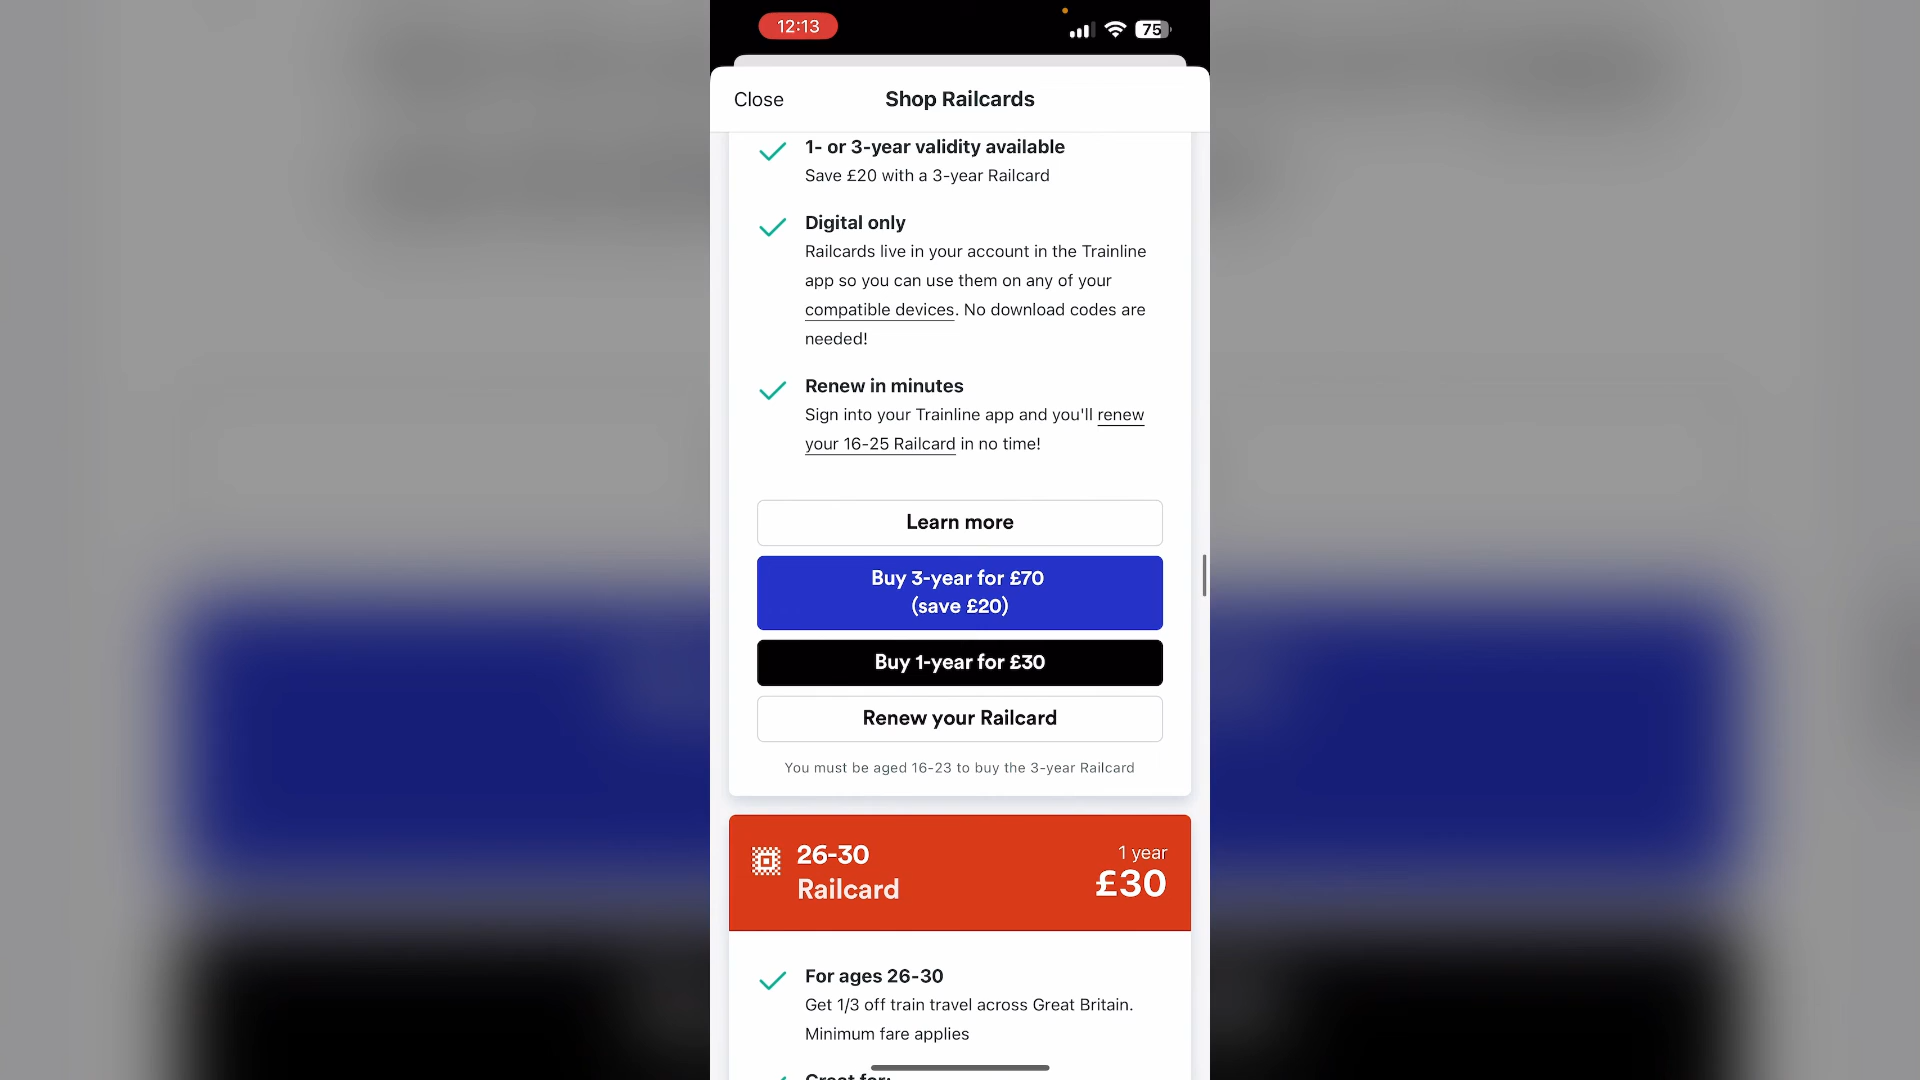 12:13
75
Close
Shop Railcards
1- or 3-year validity available
Save £20 with a 3-year Railcard
Digital only
Railcards live in your account in the Trainline
app so you can use them on any of your
compatible devices. No download codes are
needed!
Renew in minutes
Sign into your Trainline app and you'll renew
your 16-25 Railcard in no time!
Learn more
Buy 3-year for £70
(save £20)
Buy 1-year for £30
Renew your Railcard
You must be aged 16-23 to buy the 3-year Railcard
26-30
Railcard
1 year
£30
For ages 26-30
Get 1/3 off train travel across Great Britain.
Minimum fare applies
Great for: